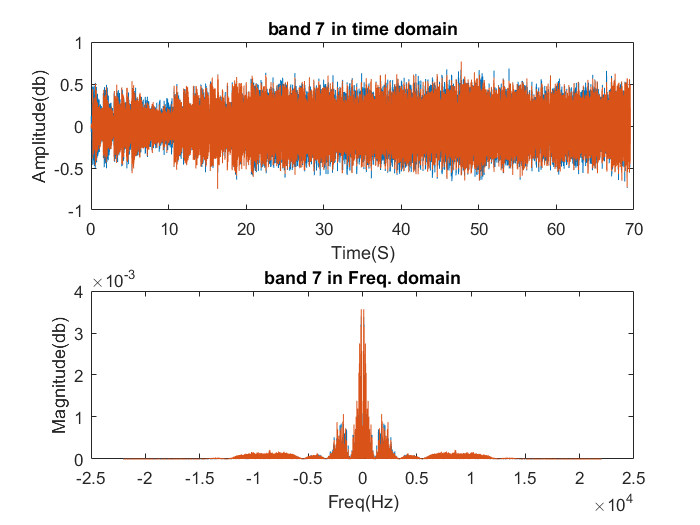 band 7 in time domain
1
0.5
0
-0.5
-1
Amplitude(db)
0 10 20 30 40 50 60 70
Time(S)
×10-3
band 7 in Freq. domain
4
3
2
1
0
Magnitude(db)
-2.5 -2 -1.5 -1 -0.5 0 0.5 1 1.5 2 2.5
Freq(Hz)
×104